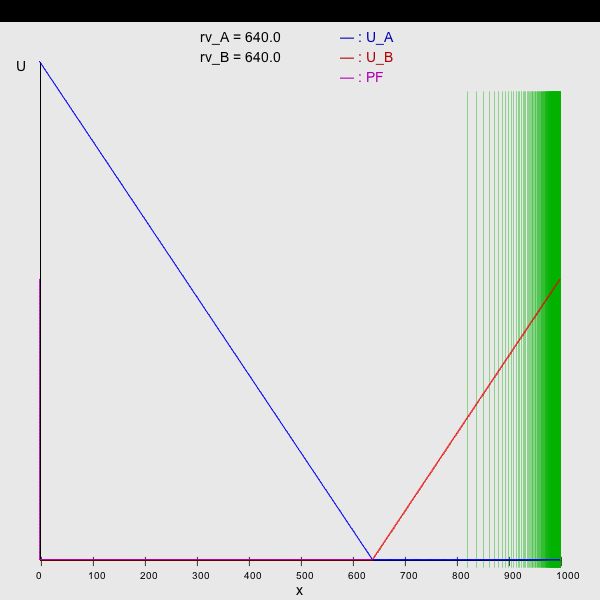 rv_A = 640.0 — : U_A
rv_B = 640.0 — : U_B
— : PF
U
0 100 200 300 400 500 600 700 800 900 1000
x